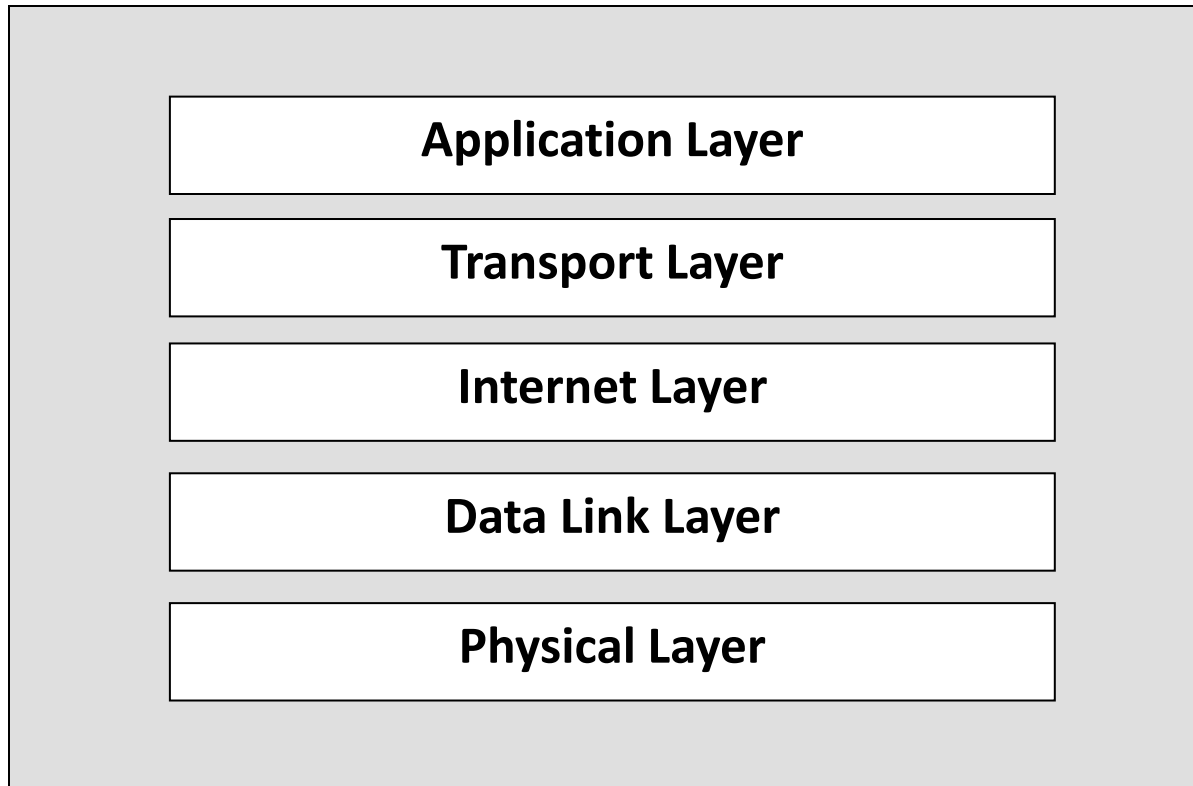 Application Layer
Transport Layer
Internet Layer
Data Link Layer
Physical Layer